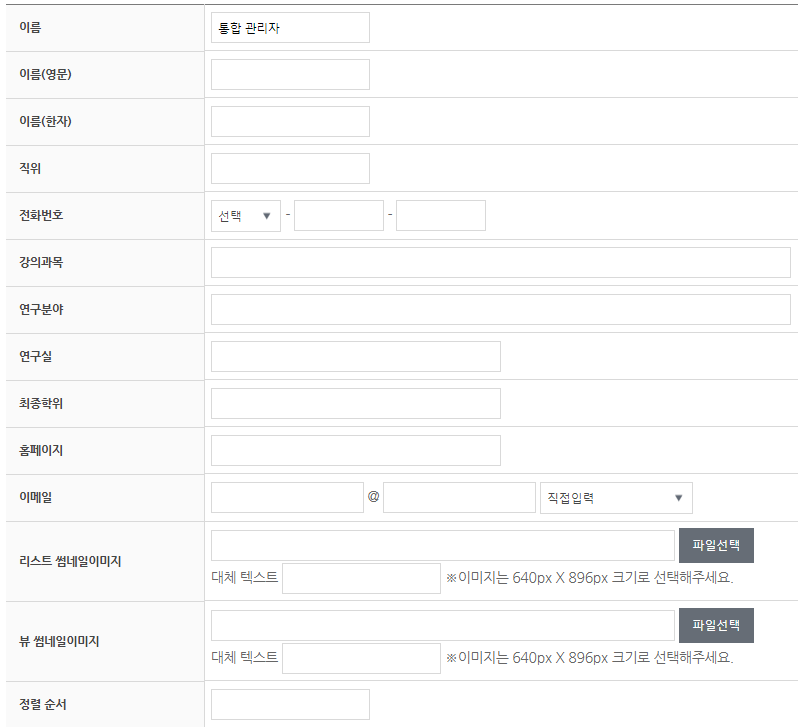 이름 통합 관리자
이름(영문)
이름(한자)
직위
전화번호 선택 ▼ - -
강의과목
연구분야
연구실
최종학위
홈페이지
이메일 @ 직접입력 ▼
리스트 썸네일이미지 파일선택
대체 텍스트 ※이미지는 640px X 896px 크기로 선택해주세요.
뷰 썸네일이미지 파일선택
대체 텍스트 ※이미지는 640px X 896px 크기로 선택해주세요.
정렬 순서